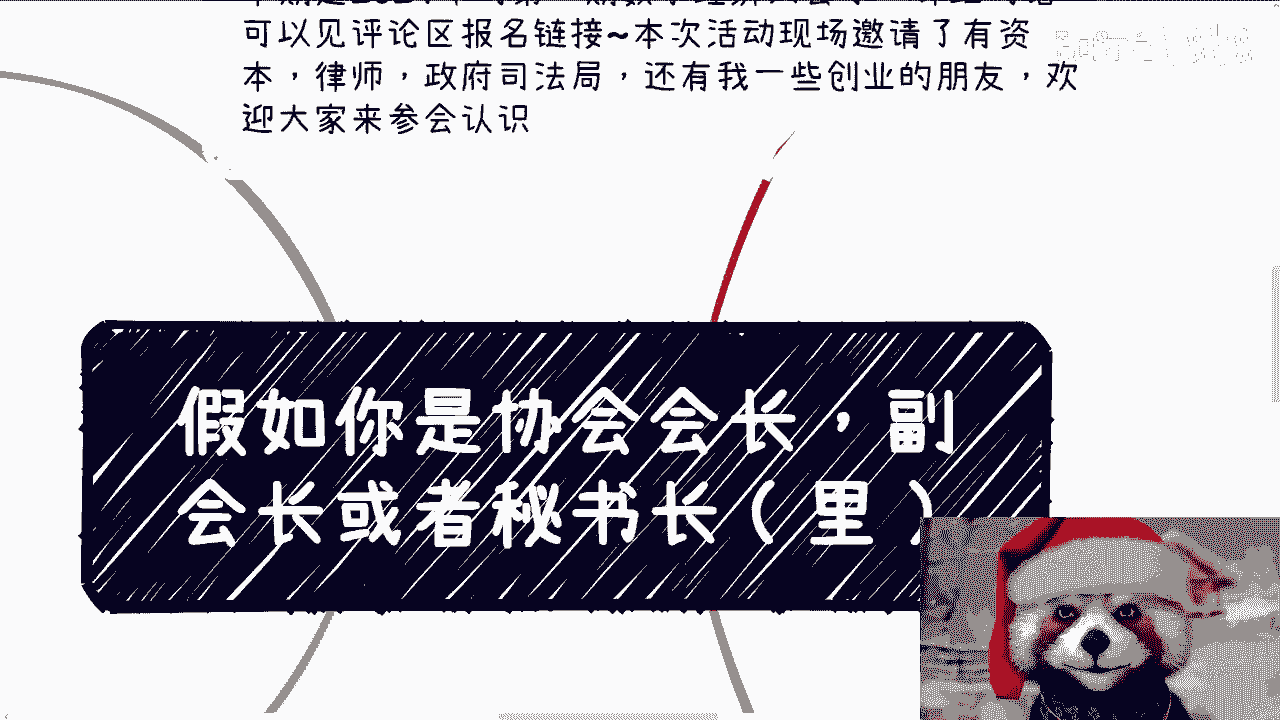 可以见评论区报名链接~本次活动现场邀请了有资
本，律师，政府司法局，还有我一些创业的朋友，欢
迎大家来参会认识
假如你是协会会长，副
会长或者秘书长（里）